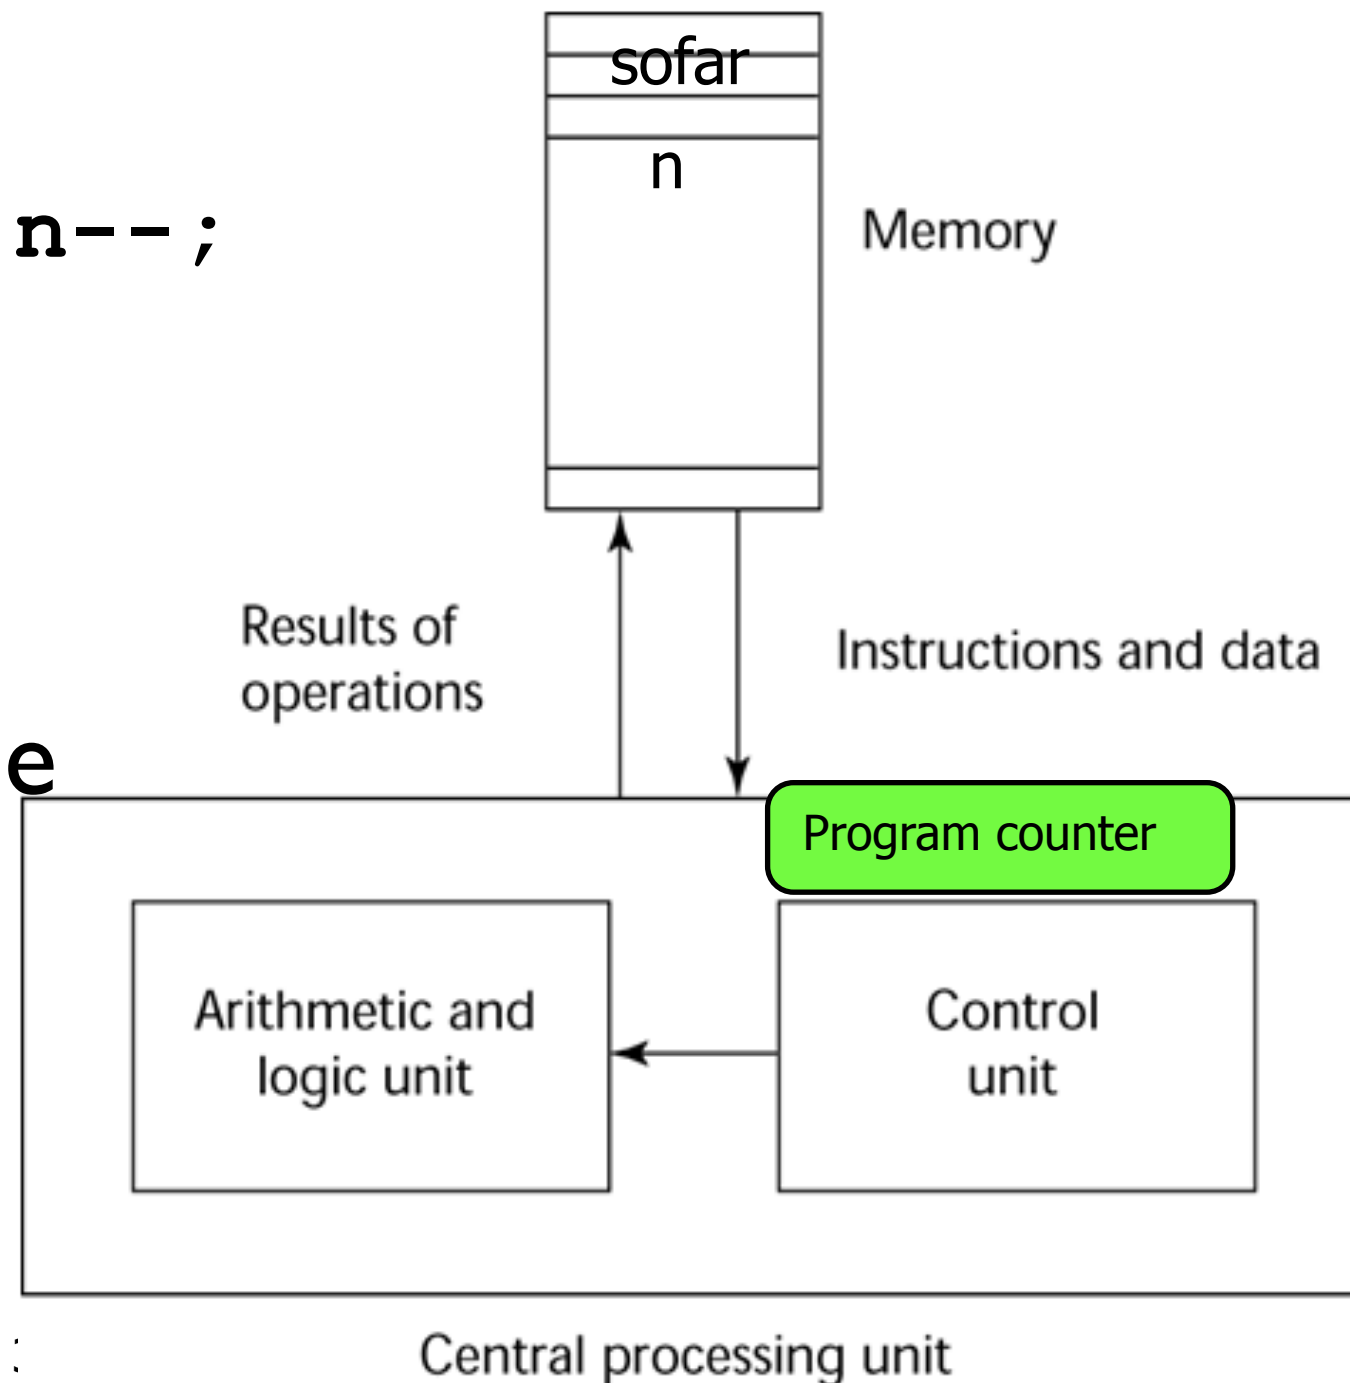 sofar
n
n--;
Memory
Results of
operations
Instructions and data
e
Program counter
Arithmetic and
logic unit
Control
unit
Central processing unit